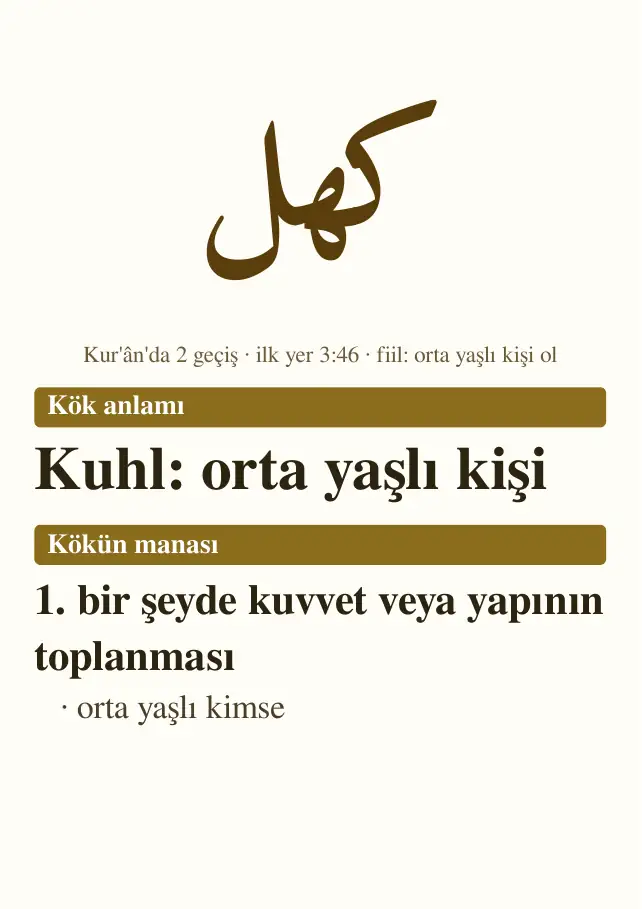 كهل
Kur'ân'da 2 geçiş · ilk yer 3:46 · fiil: orta yaşlı kişi ol
Kök anlamı
Kuhl: orta yaşlı kişi
Kökün manası
1. bir şeyde kuvvet veya yapının
toplanması
· orta yaşlı kimse